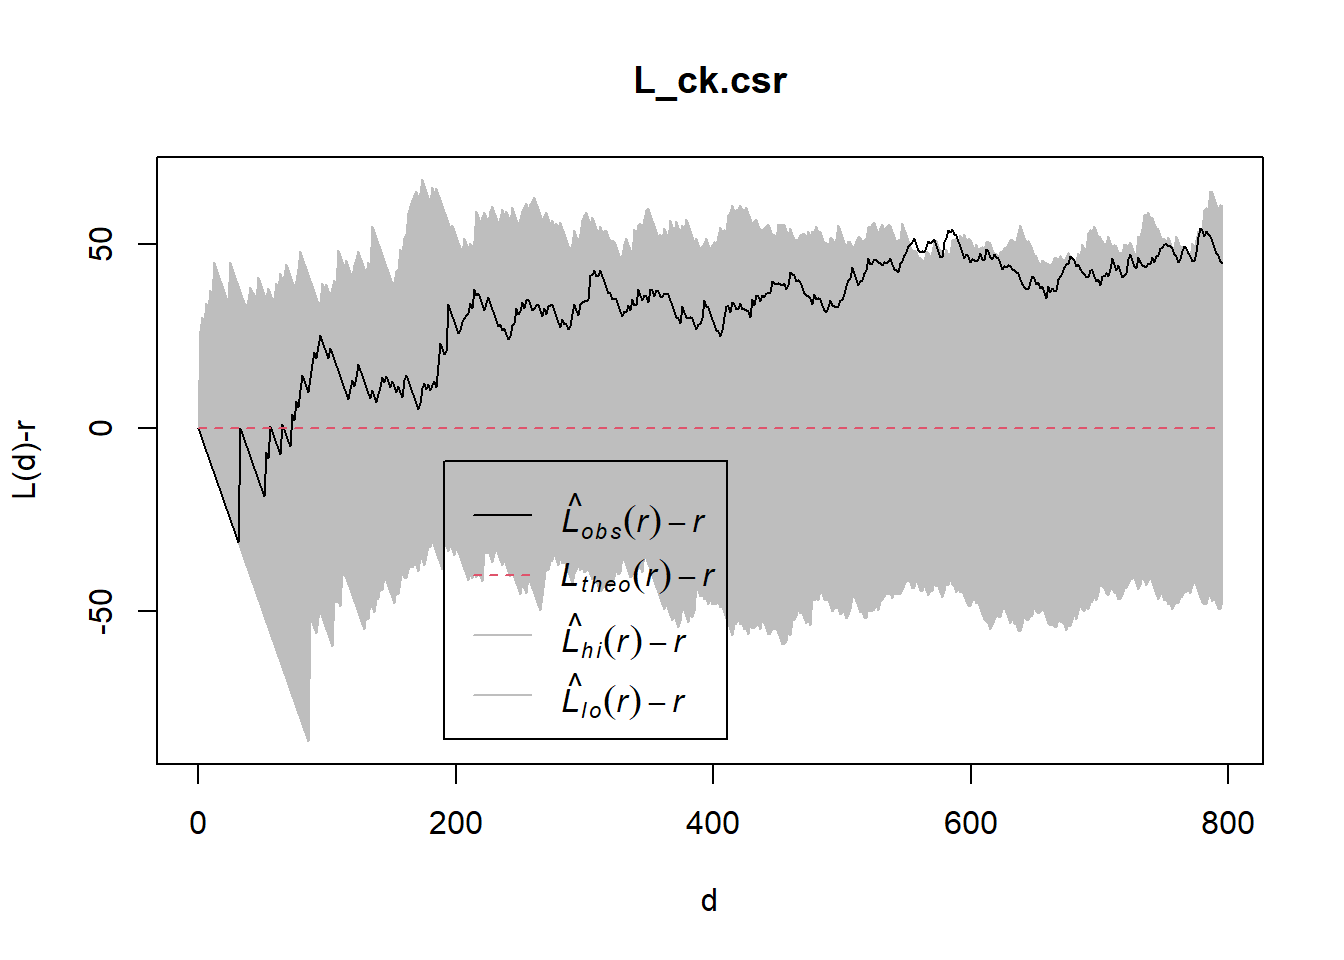 L_ck.csr
L(d)-r
50
0
-50
L̂obs(r) − r
Ltheo(r) − r
L̂hi(r) − r
L̂lo(r) − r
0 200 400 600 800
d